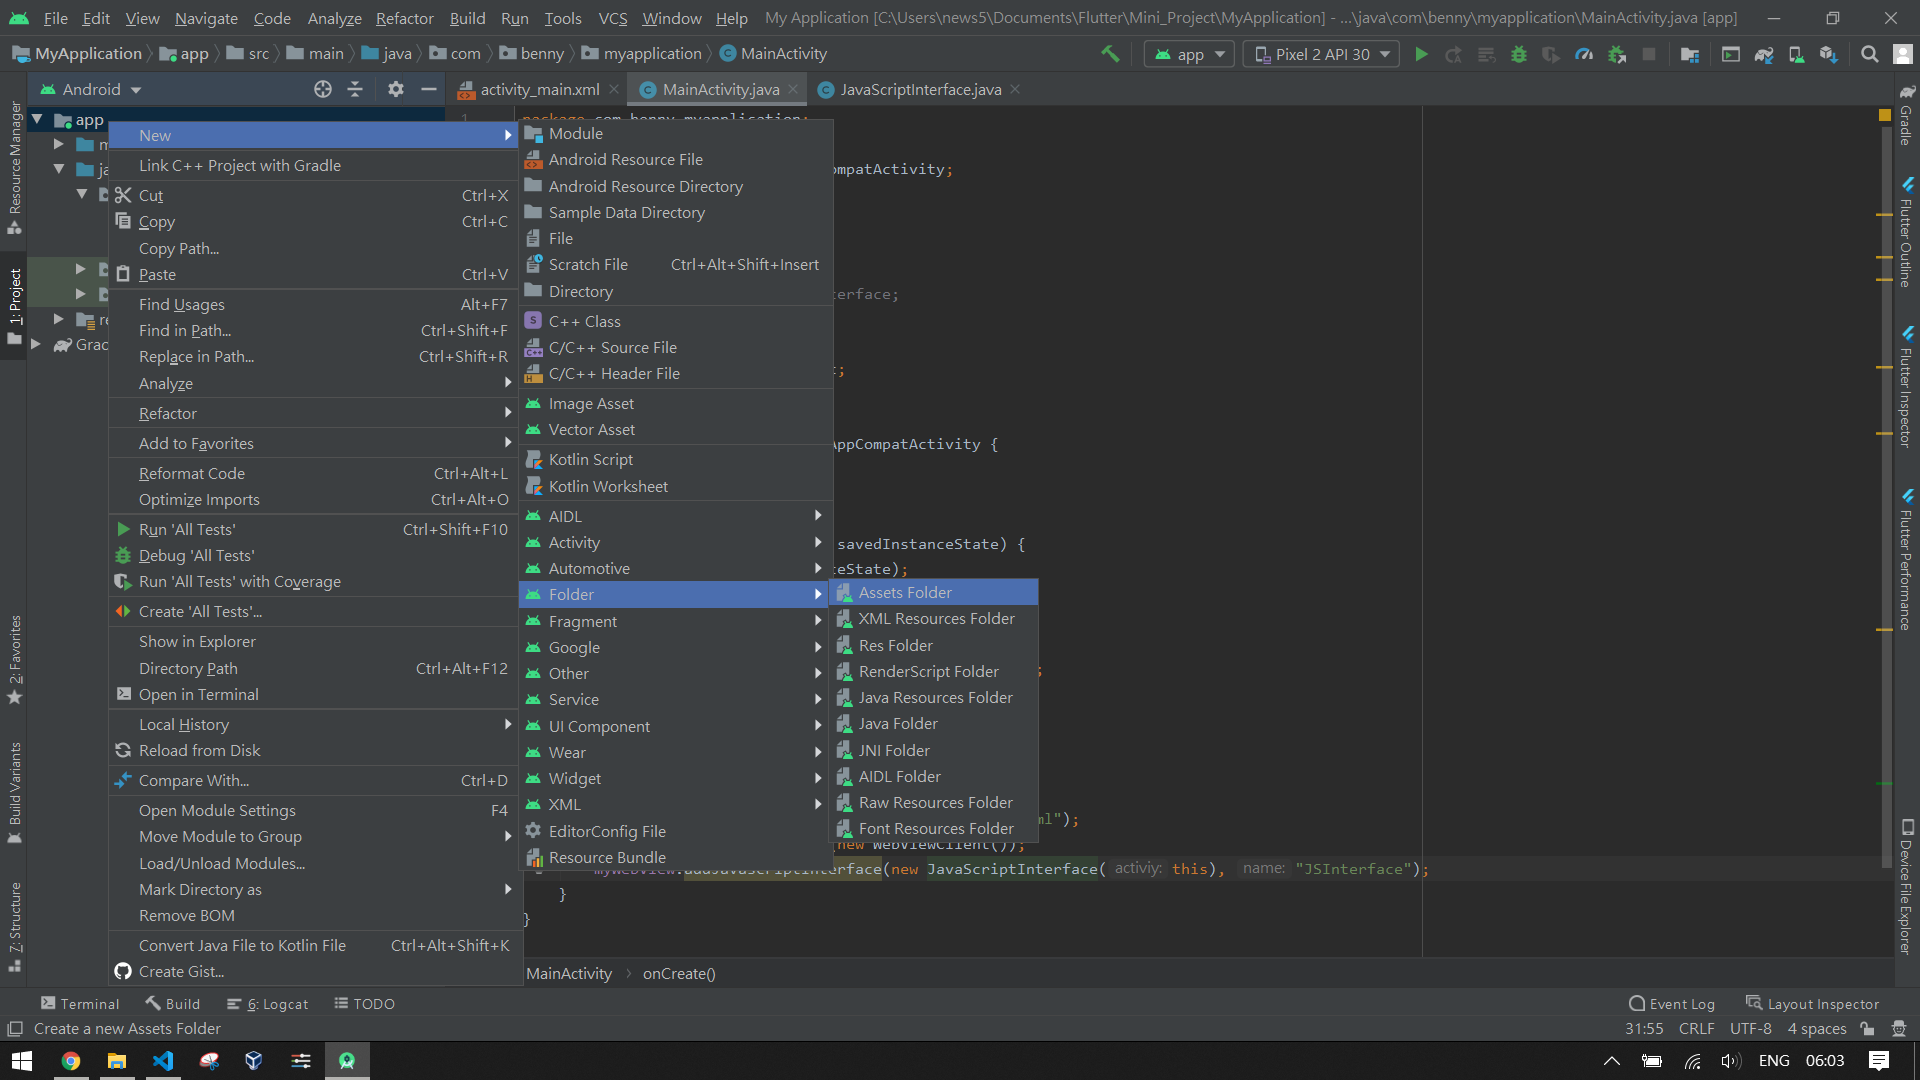 File Edit View Navigate Code Analyze Refactor Build Run Tools VCS Window Help My Application [C:\Users\news5\Documents\Flutter\Mini_Project\MyApplication] - ...\java\com\benny\myapplication\MainActivity.java [app]
MyApplication app src main java com benny myapplication MainActivity app Pixel 2 API 30
Android activity_main.xml MainActivity.java JavaScriptInterface.java
Resource Manager
1: Project
2: Favorites
Build Variants
Z: Structure
app
Grad
New
Link C++ Project with Gradle
Cut Ctrl+X
Copy Ctrl+C
Copy Path...
Paste Ctrl+V
Find Usages Alt+F7
Find in Path... Ctrl+Shift+F
Replace in Path... Ctrl+Shift+R
Analyze
Refactor
Add to Favorites
Reformat Code Ctrl+Alt+L
Optimize Imports Ctrl+Alt+O
Run 'All Tests' Ctrl+Shift+F10
Debug 'All Tests'
Run 'All Tests' with Coverage
Create 'All Tests'...
Show in Explorer
Directory Path Ctrl+Alt+F12
Open in Terminal
Local History
Reload from Disk
Compare With... Ctrl+D
Open Module Settings F4
Move Module to Group
Load/Unload Modules...
Mark Directory as
Remove BOM
Convert Java File to Kotlin File Ctrl+Alt+Shift+K
Create Gist...
Module
Android Resource File
Android Resource Directory
Sample Data Directory
File
Scratch File Ctrl+Alt+Shift+Insert
Directory
C++ Class
C/C++ Source File
C/C++ Header File
Image Asset
Vector Asset
Kotlin Script
Kotlin Worksheet
AIDL
Activity
Automotive
Folder
Fragment
Google
Other
Service
UI Component
Wear
Widget
XML
EditorConfig File
Resource Bundle
Assets Folder
XML Resources Folder
Res Folder
RenderScript Folder
Java Resources Folder
Java Folder
JNI Folder
AIDL Folder
Raw Resources Folder
Font Resources Folder
1
ompatActivity;
erface;
t;
AppCompatActivity {
savedInstanceState) {
ceState);
;
ml");
(new WebViewClient());
myWebView.addJavaScriptInterface(new JavaScriptInterface( activiy: this), name: "JSInterface");
}
}
MainActivity onCreate()
Gradle
Flutter Outline
Flutter Inspector
Flutter Performance
Device File Explorer
Terminal Build 6: Logcat TODO Event Log Layout Inspector
Create a new Assets Folder 31:55 CRLF UTF-8 4 spaces
ENG 06:03